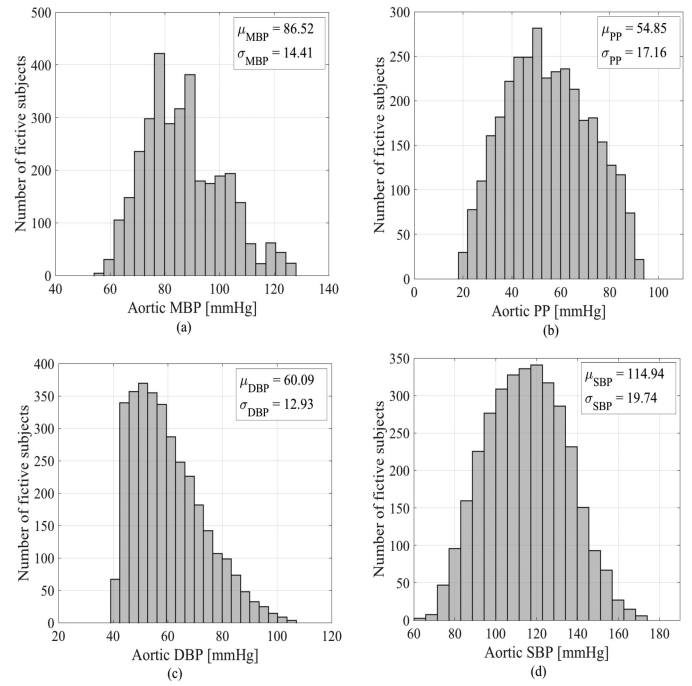 500
400
300
200
100
0
40
60
80
100
120
140
Number of fictive subjects
Aortic MBP [mmHg]
μMBP = 86.52
σMBP = 14.41
(a)
300
250
200
150
100
50
0
0
20
40
60
80
100
Number of fictive subjects
Aortic PP [mmHg]
μPP = 54.85
σPP = 17.16
(b)
400
350
300
250
200
150
100
50
0
20
40
60
80
100
120
Number of fictive subjects
Aortic DBP [mmHg]
μDBP = 60.09
σDBP = 12.93
(c)
350
300
250
200
150
100
50
0
60
80
100
120
140
160
180
Number of fictive subjects
Aortic SBP [mmHg]
μSBP = 114.94
σSBP = 19.74
(d)